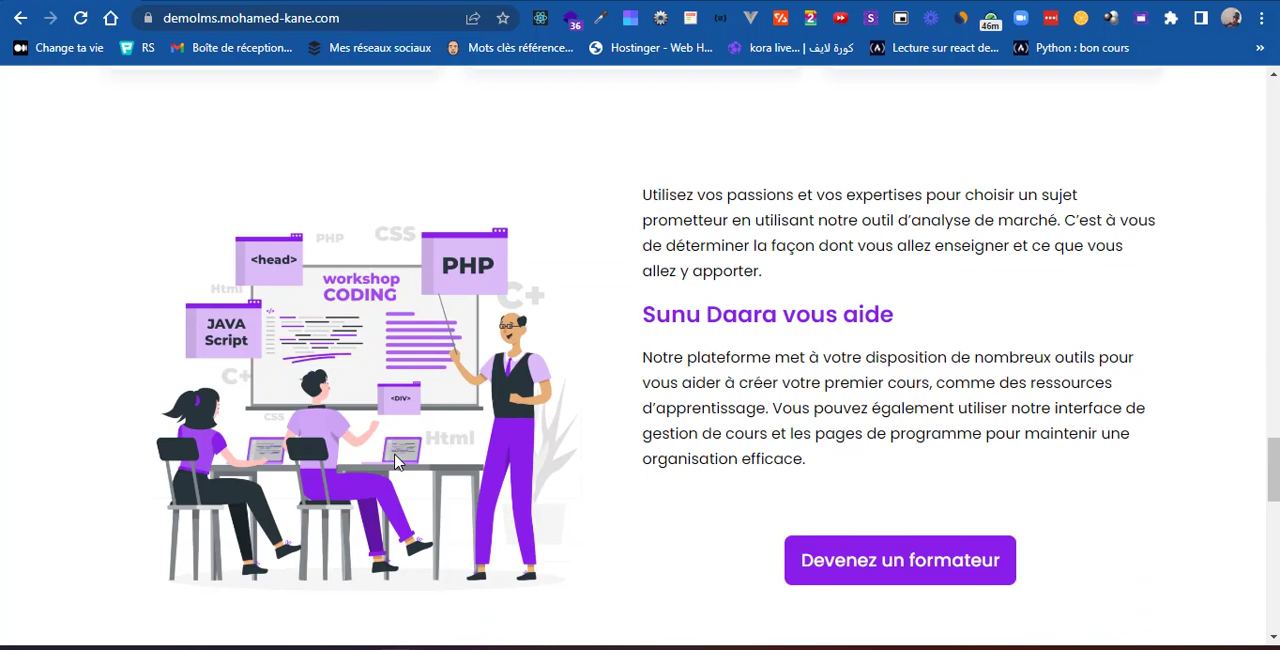 demolms.mohamed-kane.com
36
46m
Change ta vie
RS
Boîte de réception...
Mes réseaux sociaux
Mots clés référence...
Hostinger - Web H...
kora live... | كورة لايف
Lecture sur react de...
Python : bon cours
»
Utilisez vos passions et vos expertises pour choisir un sujet
prometteur en utilisant notre outil d'analyse de marché. C'est à vous
de déterminer la façon dont vous allez enseigner et ce que vous
allez y apporter.
Sunu Daara vous aide
Notre plateforme met à votre disposition de nombreux outils pour
vous aider à créer votre premier cours, comme des ressources
d'apprentissage. Vous pouvez également utiliser notre interface de
gestion de cours et les pages de programme pour maintenir une
organisation efficace.
Devenez un formateur
PHP
CSS
<head>
PHP
workshop
CODING
Html
C+
JAVA
Script
</>
C+
<DIV>
CSS
Html